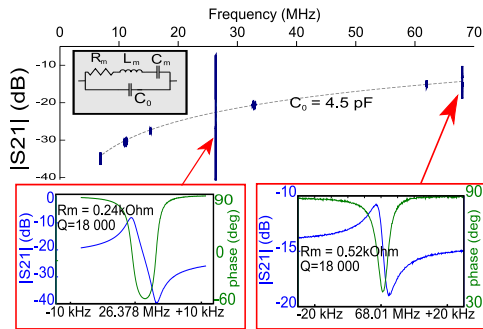 Frequency (MHz)
0 10 20 30 40 50 60 70
|S21| (dB)
-10
-20
-30
-40
Rm Lm Cm
C0
C0 = 4.5 pF
|S21| (dB)
0
-10
-20
-30
-40
Rm = 0.24kOhm
Q=18 000
90
0
-60
phase (deg)
-10 kHz 26.378 MHz +10 kHz
|S21| (dB)
-10
-15
-20
Rm = 0.52kOhm
Q=18 000
90
30
phase (deg)
-20 kHz 68.01 MHz +20 kHz